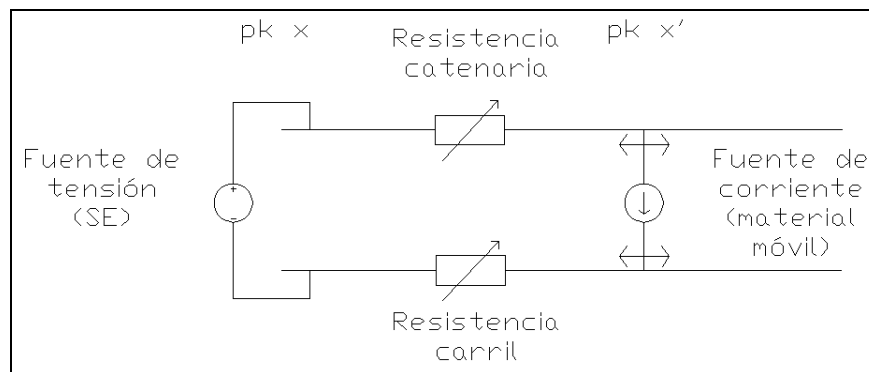 pk x
pk x'
Resistencia
catenaria
Fuente de
tensión
(SE)
+
-
Fuente de
corriente
(material
móvil)
Resistencia
carril